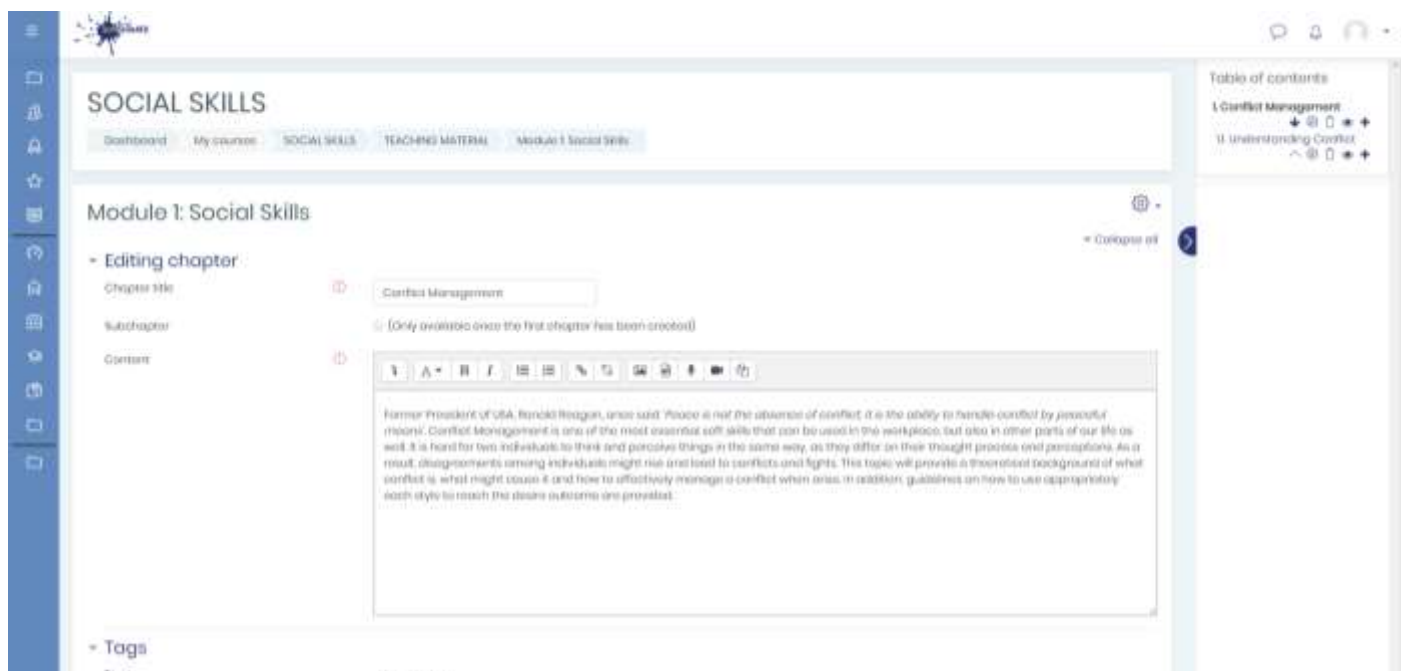 SOCIAL SKILLS
Dashboard My courses SOCIAL SKILLS TEACHING MATERIAL Module 1: Social Skills
Module 1: Social Skills
Collapse all
Editing chapter
Chapter title Conflict Management
Subchapter (Only available once the first chapter has been created)
Content
A B I
Former President of USA, Ronald Reagan, once said 'Peace is not the absence of conflict, it is the ability to handle conflict by peaceful
means'. Conflict Management is one of the most essential soft skills that can be used in the workplace, but also in other parts of our life as
well. It is hard for two individuals to think and perceive things in the same way, as they differ on their thought process and perceptions. As a
result, disagreements among individuals might rise and lead to conflicts and fights. This topic will provide a theoretical background of what
conflict is, what might cause it and how to effectively manage a conflict when arise. In addition, guidelines on how to use appropriately
each style to reach the desire outcome are provided.
Tags
Table of contents
1. Conflict Management
1.1. Understanding Conflict